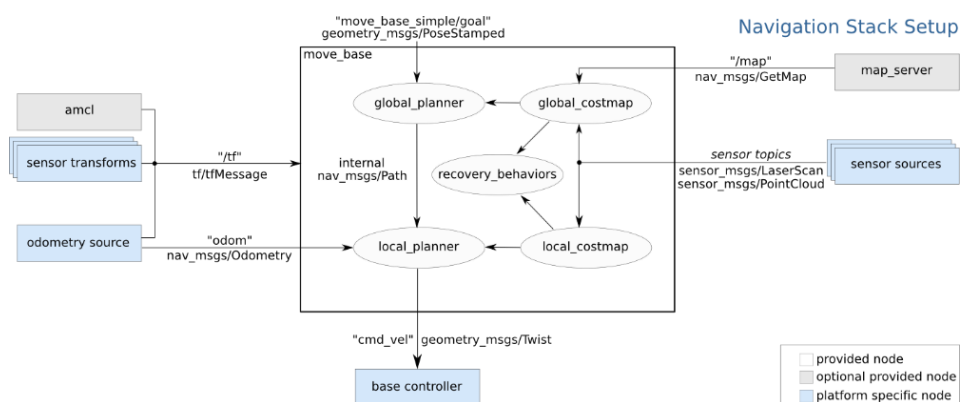 "move_base_simple/goal"
geometry_msgs/PoseStamped
Navigation Stack Setup
move_base
"/map"
nav_msgs/GetMap
map_server
global_planner
global_costmap
amcl
sensor transforms
"/tf"
tf/tfMessage
internal
nav_msgs/Path
recovery_behaviors
sensor topics
sensor_msgs/LaserScan
sensor_msgs/PointCloud
sensor sources
odometry source
"odom"
nav_msgs/Odometry
local_planner
local_costmap
"cmd_vel" geometry_msgs/Twist
base controller
provided node
optional provided node
platform specific node